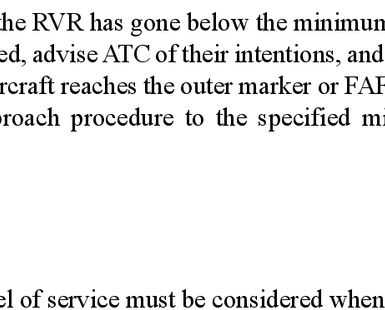 the RVR has gone below the minimum
ed, advise ATC of their intentions, and
rcraft reaches the outer marker or FAF
proach procedure to the specified mi
el of service must be considered when